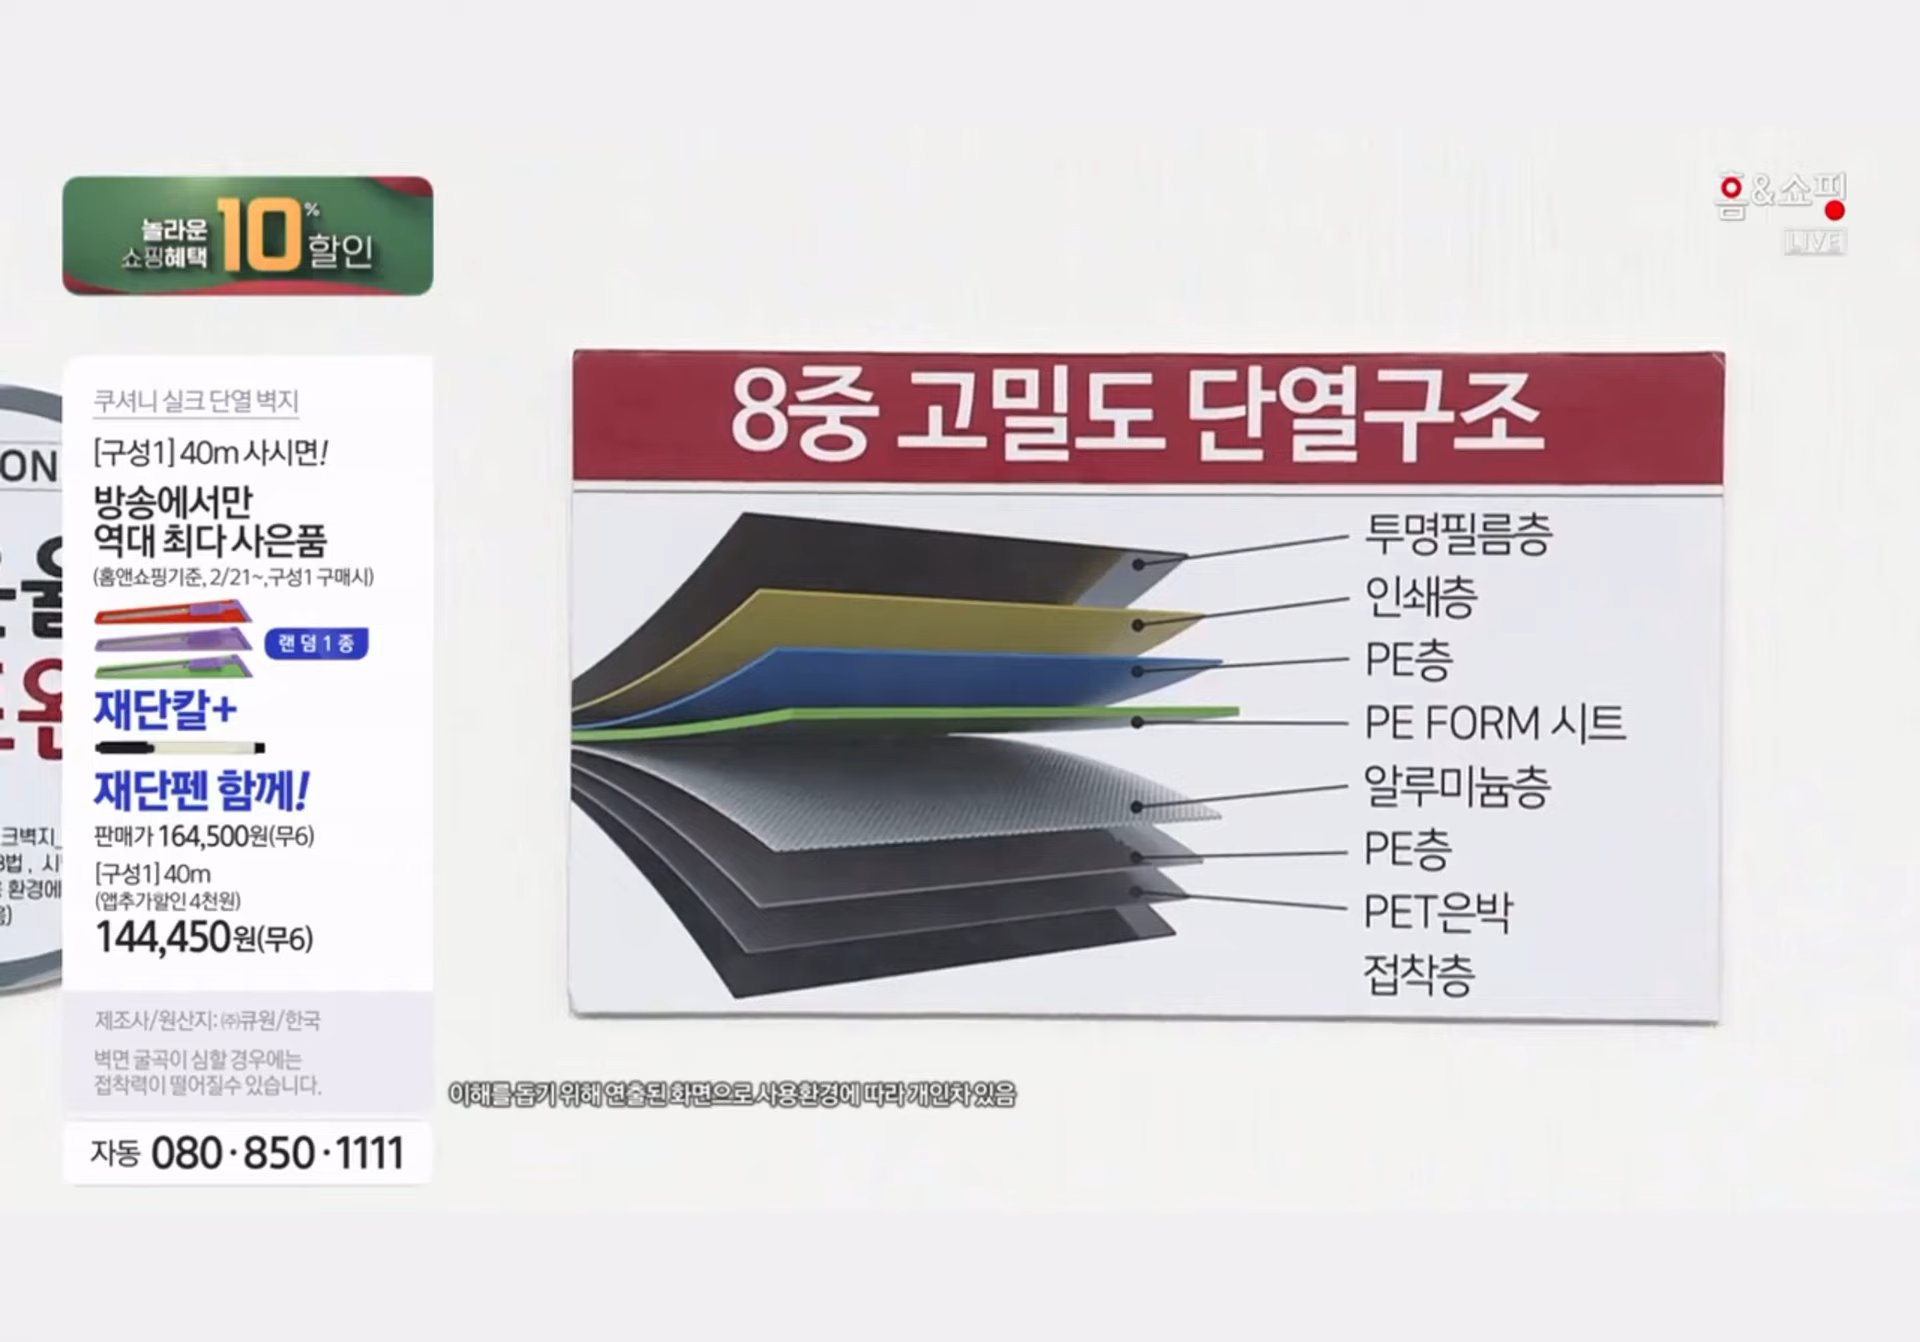 놀라운
쇼핑혜택 10% 할인
홈&쇼핑
LIVE
쿠셔니 실크 단열 벽지
[구성1] 40m 사시면!
방송에서만
역대 최다 사은품
(홈앤쇼핑기준, 2/21~,구성1 구매시)
랜덤1종
재단칼+
재단펜 함께!
판매가 164,500원(무6)
[구성1] 40m
(앱추가할인 4천원)
144,450원(무6)
제조사/원산지: ㈜큐원/한국
벽면 굴곡이 심할 경우에는
접착력이 떨어질수 있습니다.
자동 080·850·1111
ON
크벽지_
환경에
8중 고밀도 단열구조
투명필름층
인쇄층
PE층
PE FORM 시트
알루미늄층
PE층
PET은박
접착층
이해를 돕기 위해 연출된 화면으로 사용환경에 따라 개인차 있음